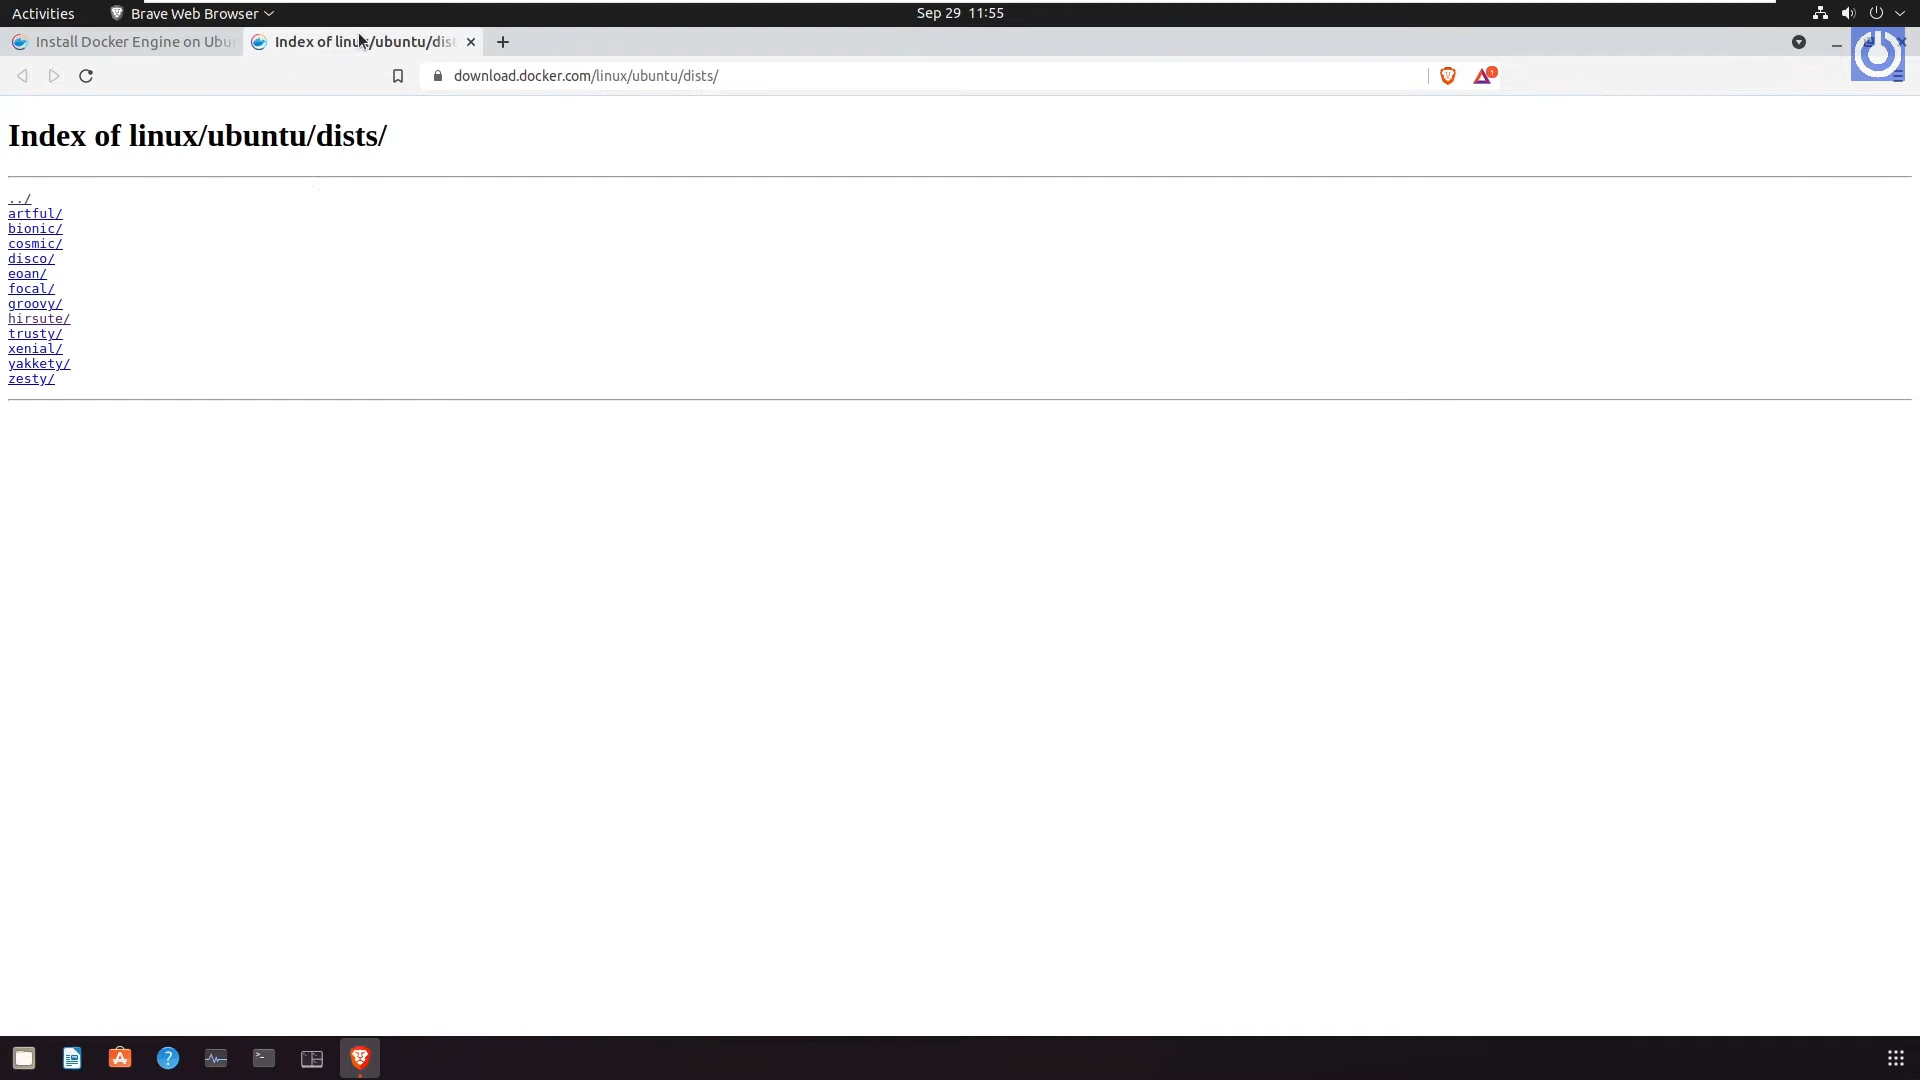 Activities
Brave Web Browser
Sep 29 11:55
Install Docker Engine on Ubu
Index of linux/ubuntu/dist
download.docker.com/linux/ubuntu/dists/
1
Index of linux/ubuntu/dists/
../
artful/
bionic/
cosmic/
disco/
eoan/
focal/
groovy/
hirsute/
trusty/
xenial/
yakkety/
zesty/